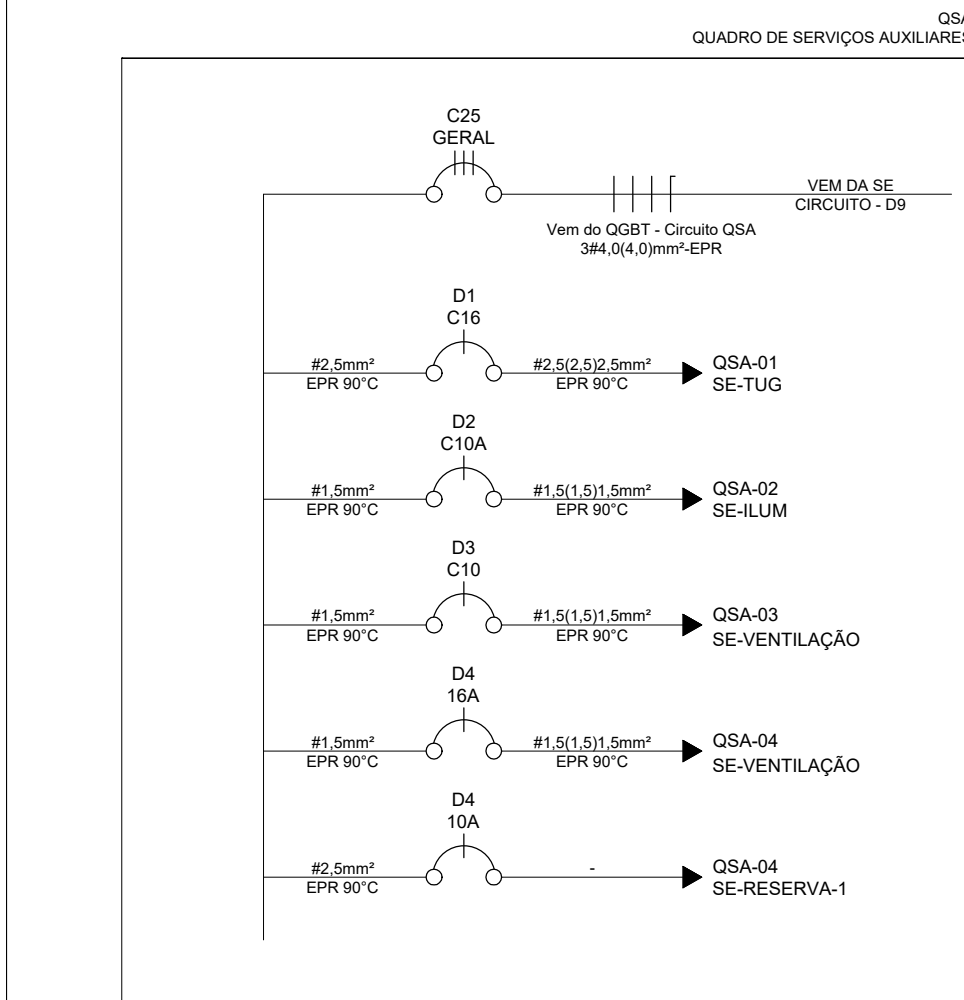 QSA
QUADRO DE SERVIÇOS AUXILIARES
C25
GERAL
VEM DA SE
CIRCUITO - D9
Vem do QGBT - Circuito QSA
3#4,0(4,0)mm²-EPR
D1
C16
#2,5mm²
EPR 90°C
#2,5(2,5)2,5mm²
EPR 90°C
QSA-01
SE-TUG
D2
C10A
#1,5mm²
EPR 90°C
#1,5(1,5)1,5mm²
EPR 90°C
QSA-02
SE-ILUM
D3
C10
#1,5mm²
EPR 90°C
#1,5(1,5)1,5mm²
EPR 90°C
QSA-03
SE-VENTILAÇÃO
D4
16A
#1,5mm²
EPR 90°C
#1,5(1,5)1,5mm²
EPR 90°C
QSA-04
SE-VENTILAÇÃO
D4
10A
#2,5mm²
EPR 90°C
-
QSA-04
SE-RESERVA-1